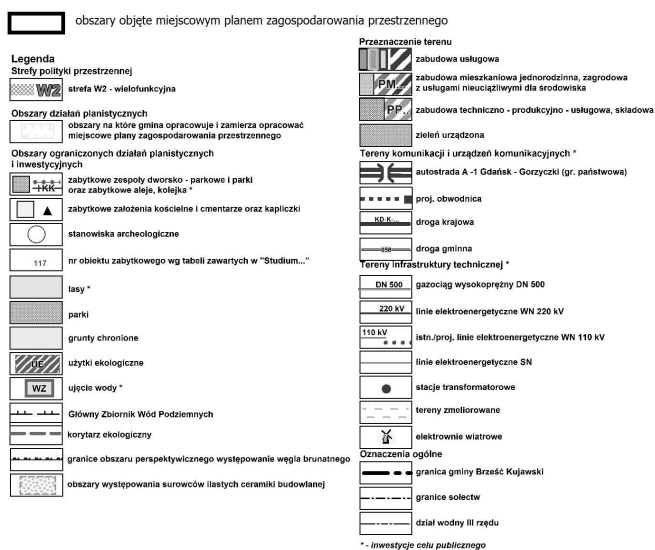 obszary objęte miejscowym planem zagospodarowania przestrzennego
Legenda
Strefy polityki przestrzennej
W2
strefa W2 - wielofunkcyjna
Obszary działań planistycznych
obszary na które gmina opracowuje i zamierza opracować
miejscowe plany zagospodarowania przestrzennego
Obszary ograniczonych działań planistycznych
i inwestycyjnych
KK
zabytkowe zespoły dworsko - parkowe i parki
oraz zabytkowe aleje, kolejka *
zabytkowe założenia kościelne i cmentarze oraz kapliczki
stanowiska archeologiczne
117
nr obiektu zabytkowego wg tabeli zawartych w "Studium..."
lasy *
parki
grunty chronione
UE
użytki ekologiczne
WZ
ujęcie wody *
Główny Zbiornik Wód Podziemnych
korytarz ekologiczny
granice obszaru perspektywicznego występowanie węgla brunatnego
obszary występowania surowców ilastych ceramiki budowlanej
Przeznaczenie terenu
zabudowa usługowa
PM...
zabudowa mieszkaniowa jednorodzinna, zagrodowa
z usługami nieuciążliwymi dla środowiska
PP...
zabudowa techniczno - produkcyjno - usługowa, składowa
zieleń urządzona
Tereny komunikacji i urządzeń komunikacyjnych *
autostrada A -1 Gdańsk - Gorzyczki (gr. państwowa)
proj. obwodnica
KD-K-...
droga krajowa
droga gminna
Tereny infrastruktury technicznej *
DN 500
gazociąg wysokoprężny DN 500
220 kV
linie elektroenergetyczne WN 220 kV
110 kV
istn./proj. linie elektroenergetyczne WN 110 kV
linie elektroenergetyczne SN
stacje transformatorowe
tereny zmeliorowane
elektrownie wiatrowe
Oznaczenia ogólne
granica gminy Brześć Kujawski
granice sołectw
dział wodny III rzędu
* - inwestycje celu publicznego